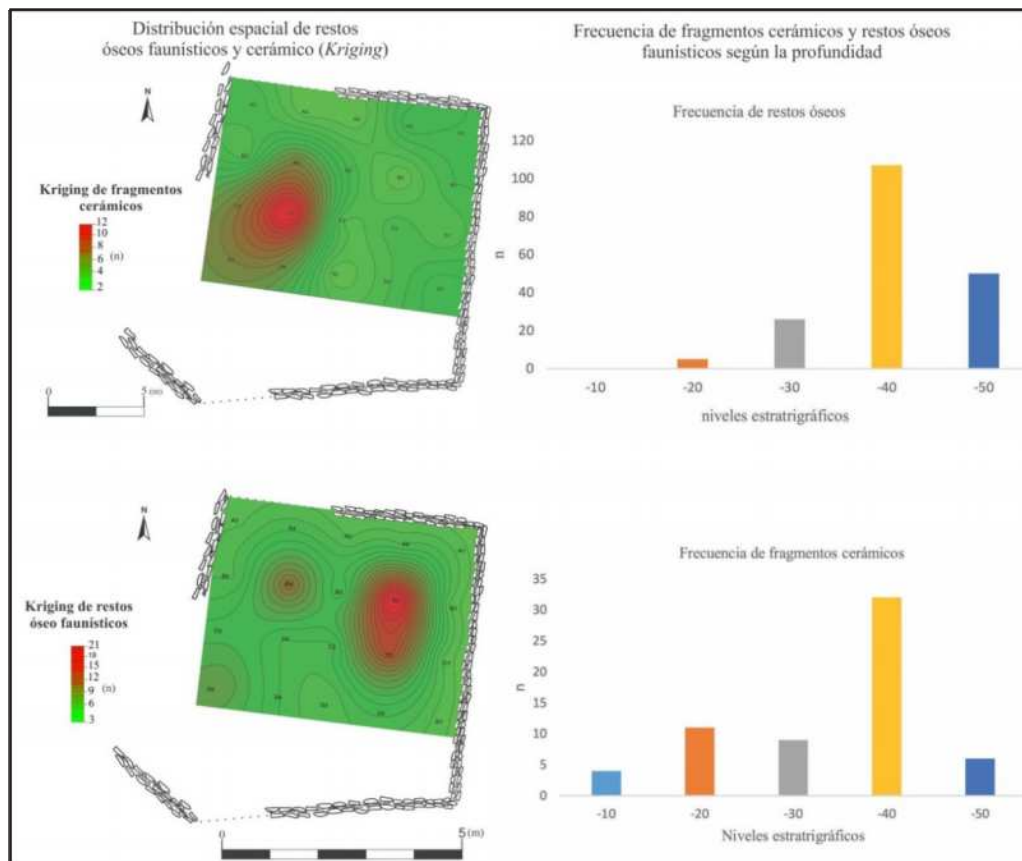 Distribución espacial de restos
óseos faunísticos y cerámico (Kriging)
N
Kriging de fragmentos
cerámicos
12
10
8
6
4
2
(n)
0
5 (m)
Frecuencia de fragmentos cerámicos y restos óseos
faunísticos según la profundidad
Frecuencia de restos óseos
120
100
80
60
40
20
0
n
-10 -20 -30 -40 -50
niveles estratrigráficos
N
Kriging de restos
óseo faunísticos
21
18
15
12
9
6
3
(n)
0
5 (m)
Frecuencia de fragmentos cerámicos
35
30
25
20
15
10
5
0
n
-10 -20 -30 -40 -50
Niveles estratrigráficos